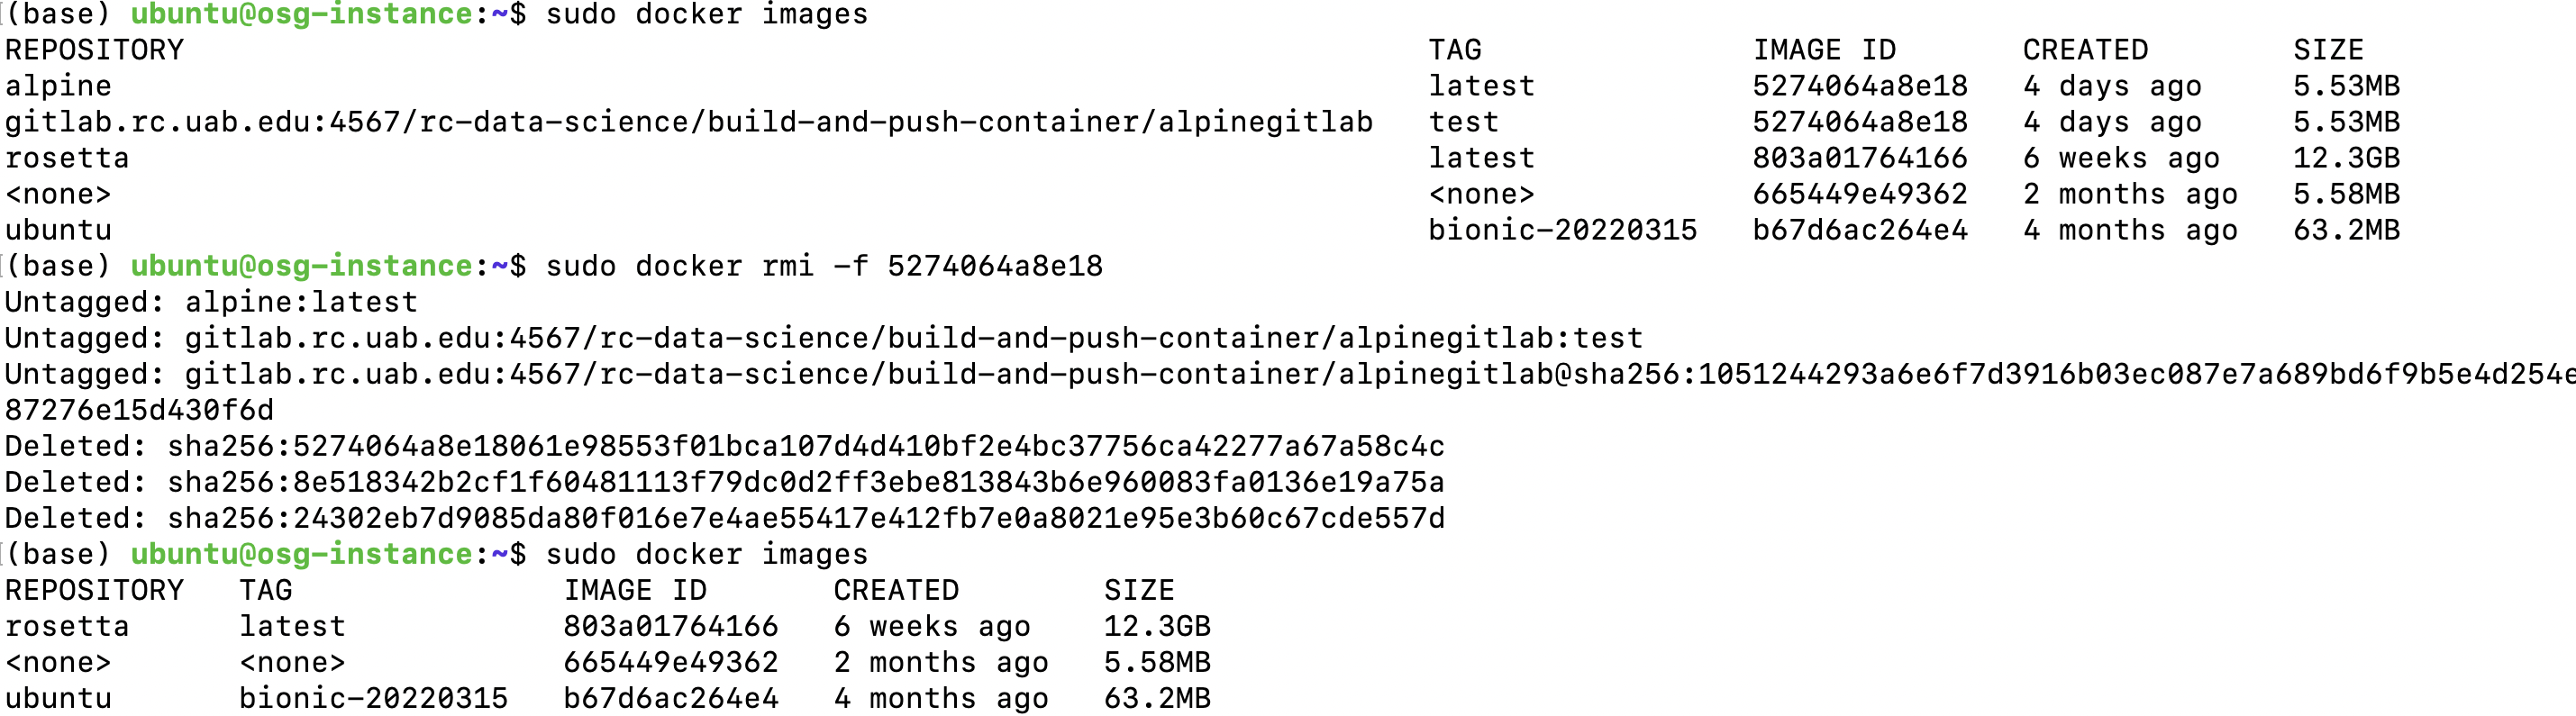 (base) ubuntu@osg-instance:~$ sudo docker images
REPOSITORY TAG IMAGE ID CREATED SIZE
alpine latest 5274064a8e18 4 days ago 5.53MB
gitlab.rc.uab.edu:4567/rc-data-science/build-and-push-container/alpinegitlab test 5274064a8e18 4 days ago 5.53MB
rosetta latest 803a01764166 6 weeks ago 12.3GB
<none> <none> 665449e49362 2 months ago 5.58MB
ubuntu bionic-20220315 b67d6ac264e4 4 months ago 63.2MB
(base) ubuntu@osg-instance:~$ sudo docker rmi -f 5274064a8e18
Untagged: alpine:latest
Untagged: gitlab.rc.uab.edu:4567/rc-data-science/build-and-push-container/alpinegitlab:test
Untagged: gitlab.rc.uab.edu:4567/rc-data-science/build-and-push-container/alpinegitlab@sha256:1051244293a6e6f7d3916b03ec087e7a689bd6f9b5e4d254e
87276e15d430f6d
Deleted: sha256:5274064a8e18061e98553f01bca107d4d410bf2e4bc37756ca42277a67a58c4c
Deleted: sha256:8e518342b2cf1f60481113f79dc0d2ff3ebe813843b6e960083fa0136e19a75a
Deleted: sha256:24302eb7d9085da80f016e7e4ae55417e412fb7e0a8021e95e3b60c67cde557d
(base) ubuntu@osg-instance:~$ sudo docker images
REPOSITORY TAG IMAGE ID CREATED SIZE
rosetta latest 803a01764166 6 weeks ago 12.3GB
<none> <none> 665449e49362 2 months ago 5.58MB
ubuntu bionic-20220315 b67d6ac264e4 4 months ago 63.2MB